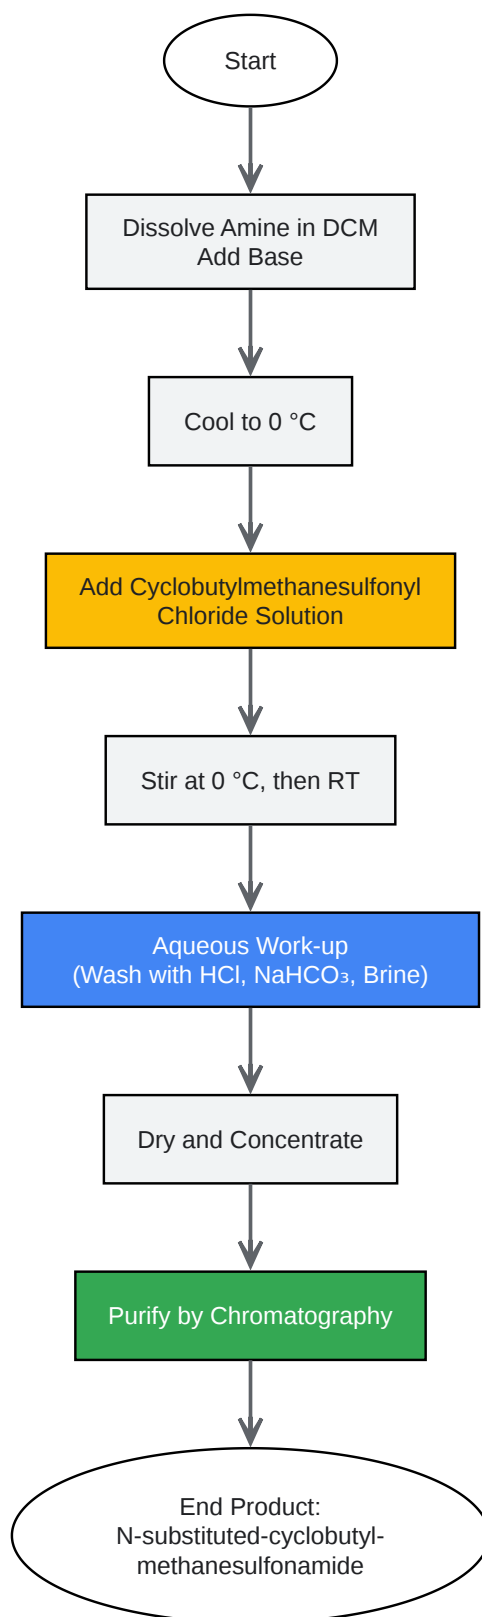 Start
Dissolve Amine in DCM
Add Base
Cool to 0 °C
Add Cyclobutylmethanesulfonyl
Chloride Solution
Stir at 0 °C, then RT
Aqueous Work-up
(Wash with HCl, NaHCO₃, Brine)
Dry and Concentrate
Purify by Chromatography
End Product:
N-substituted-cyclobutyl-
methanesulfonamide